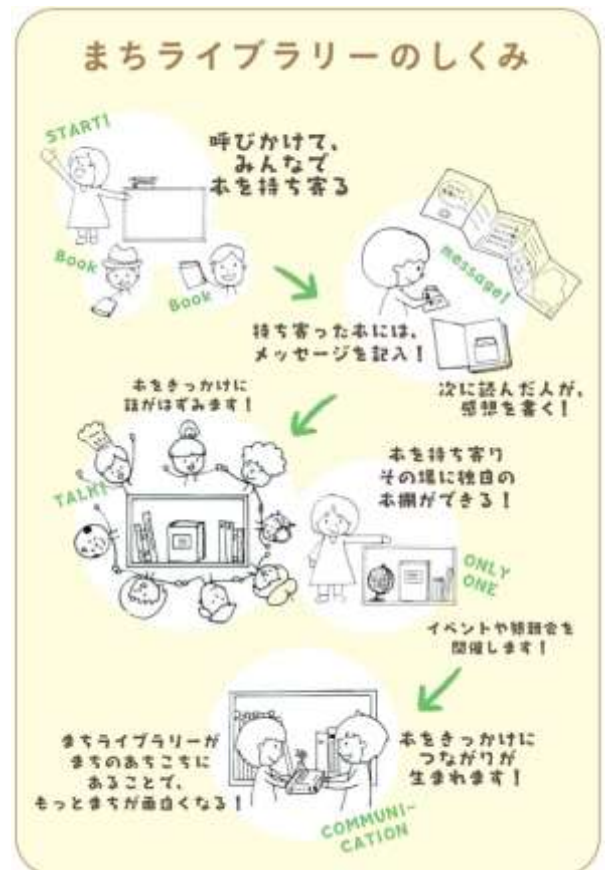 まちライブラリーのしくみ
START!
呼びかけて、
みんなで
本を持ち寄る
Book
Book
message!
持ち寄った本には、
メッセージを記入！
次に読んだ人が、
感想を書く！
本をきっかけに
話がはずみます！
TALK!
本を持ち寄り
その場に独自の
本棚ができる！
ONLY
ONE
イベントや懇談会を
開催します！
まちライブラリーが
まちのあちこちに
あることで、
もっとまちが面白くなる！
本をきっかけに
つながりが
生まれます！
COMMUNI-
CATION